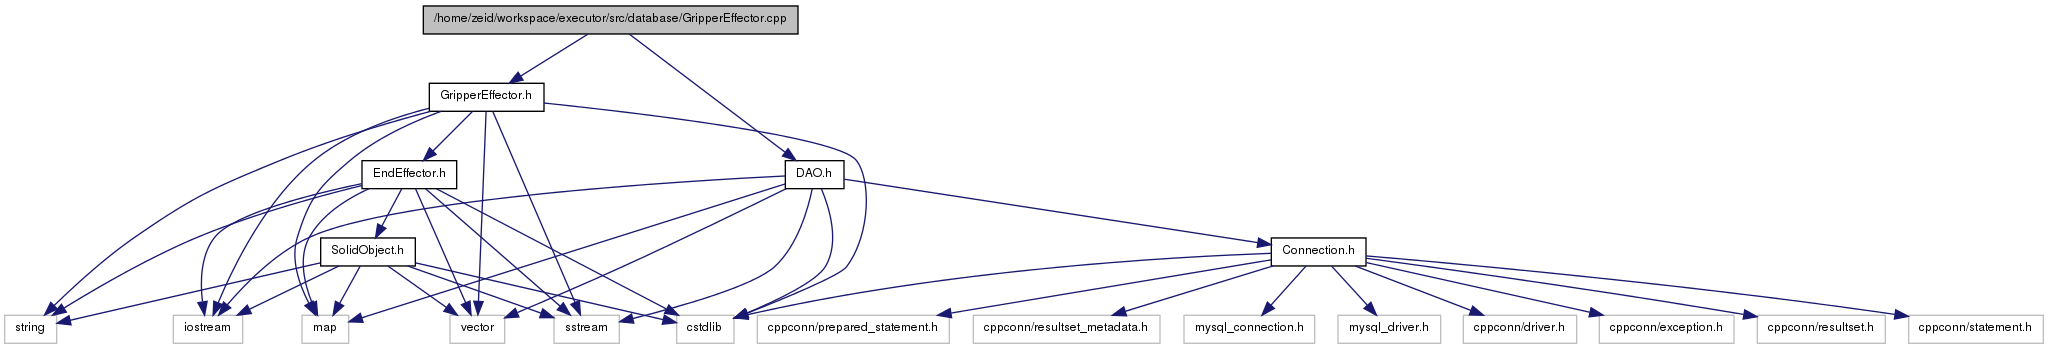 /home/zeid/workspace/executor/src/database/GripperEffector.cpp
GripperEffector.h
EndEffector.h
DAO.h
SolidObject.h
Connection.h
string
iostream
map
vector
sstream
cstdlib
cppconn/prepared_statement.h
cppconn/resultset_metadata.h
mysql_connection.h
mysql_driver.h
cppconn/driver.h
cppconn/exception.h
cppconn/resultset.h
cppconn/statement.h